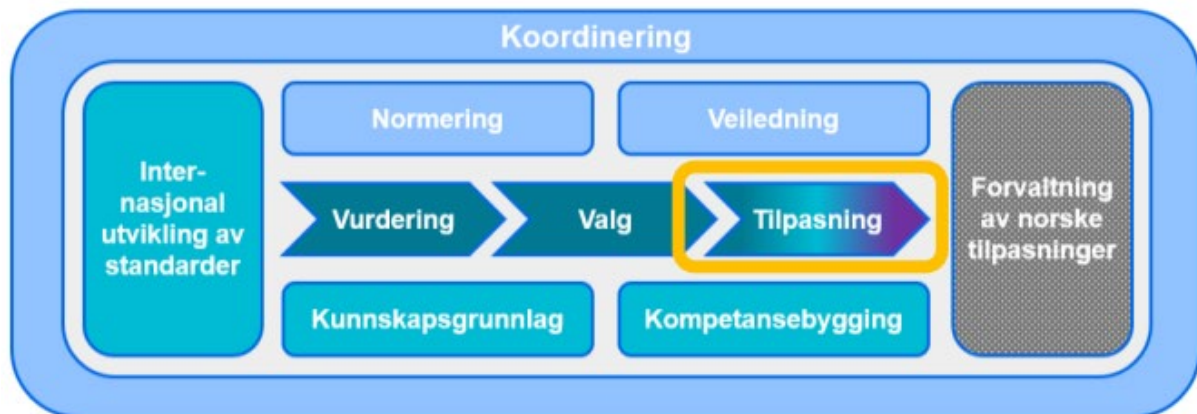 Koordinering
Inter-
nasjonal
utvikling av
standarder
Normering
Veiledning
Vurdering
Valg
Tilpasning
Kunnskapsgrunnlag
Kompetansebygging
Forvaltning
av norske
tilpasninger